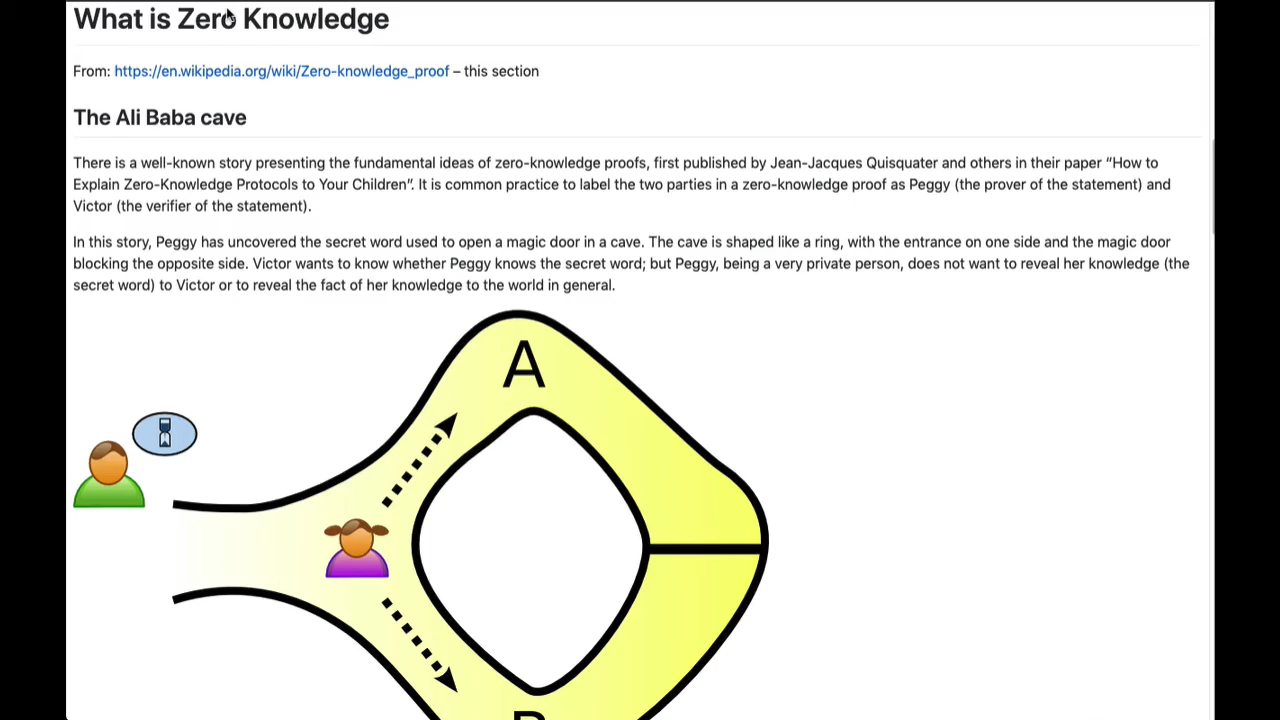 What is Zero Knowledge
From: https://en.wikipedia.org/wiki/Zero-knowledge_proof – this section
The Ali Baba cave
There is a well-known story presenting the fundamental ideas of zero-knowledge proofs, first published by Jean-Jacques Quisquater and others in their paper “How to
Explain Zero-Knowledge Protocols to Your Children”. It is common practice to label the two parties in a zero-knowledge proof as Peggy (the prover of the statement) and
Victor (the verifier of the statement).
In this story, Peggy has uncovered the secret word used to open a magic door in a cave. The cave is shaped like a ring, with the entrance on one side and the magic door
blocking the opposite side. Victor wants to know whether Peggy knows the secret word; but Peggy, being a very private person, does not want to reveal her knowledge (the
secret word) to Victor or to reveal the fact of her knowledge to the world in general.
A